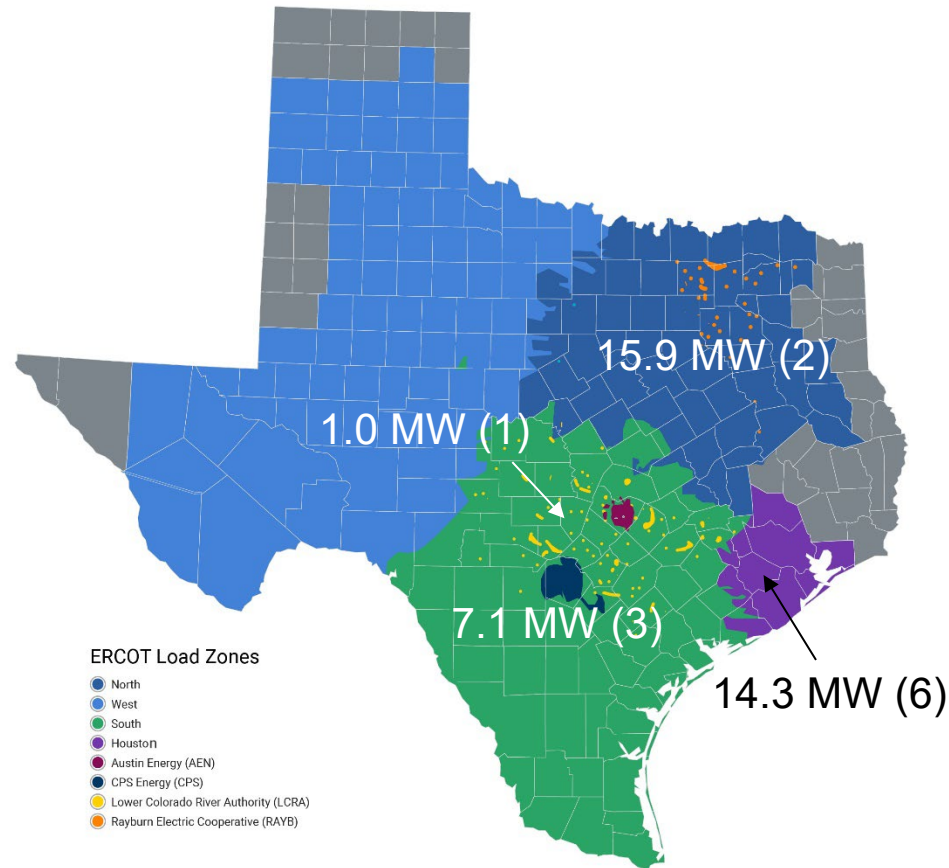 15.9 MW (2)
1.0 MW (1)
7.1 MW (3)
14.3 MW (6)
ERCOT Load Zones
North
West
South
Houston
Austin Energy (AEN)
CPS Energy (CPS)
Lower Colorado River Authority (LCRA)
Rayburn Electric Cooperative (RAYB)